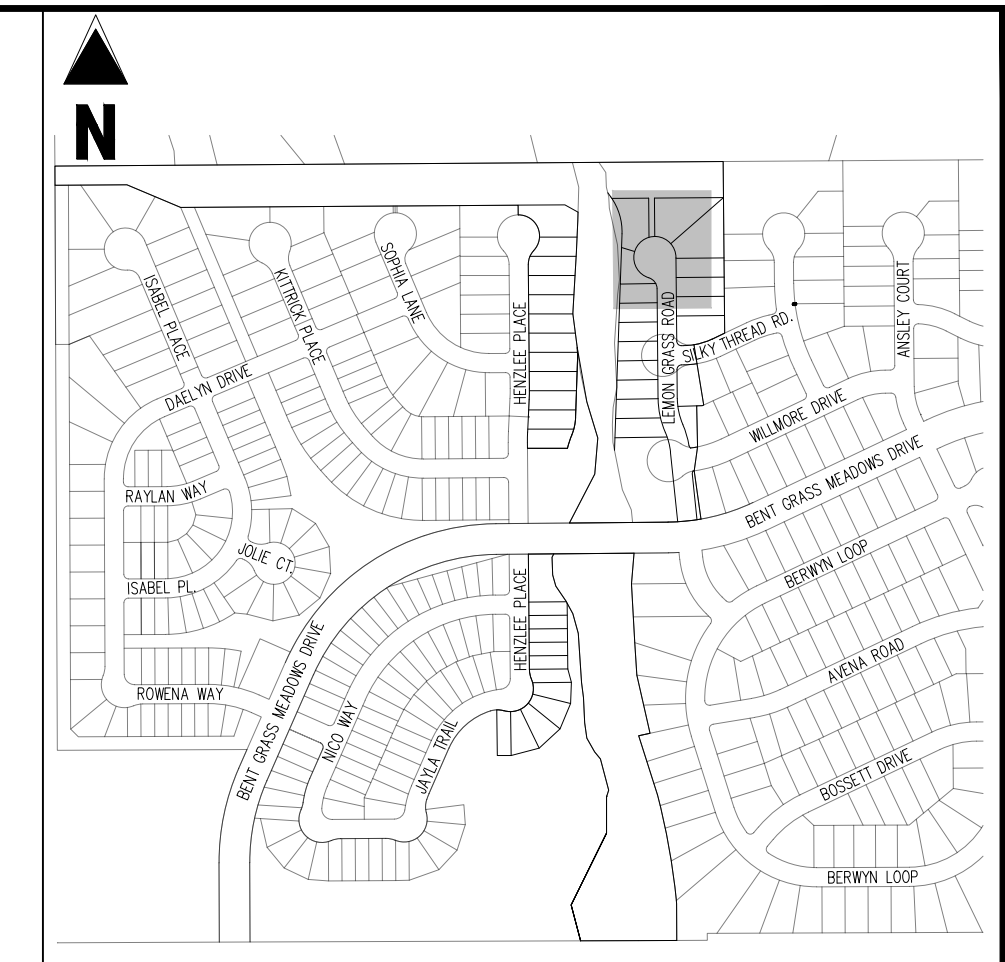 N
ISABEL PLACE
KITTRICK PLACE
SOPHIA LANE
HENZLEE PLACE
LEMON GRASS ROAD
SILKY THREAD RD.
ANSLEY COURT
DAELYN DRIVE
WILLMORE DRIVE
BENT GRASS MEADOWS DRIVE
RAYLAN WAY
JOLIE CT.
ISABEL PL.
BERWYN LOOP
HENZLEE PLACE
AVENA ROAD
ROWENA WAY
BENT GRASS MEADOWS DRIVE
NICO WAY
JAYLA TRAIL
BOSSETT DRIVE
BERWYN LOOP